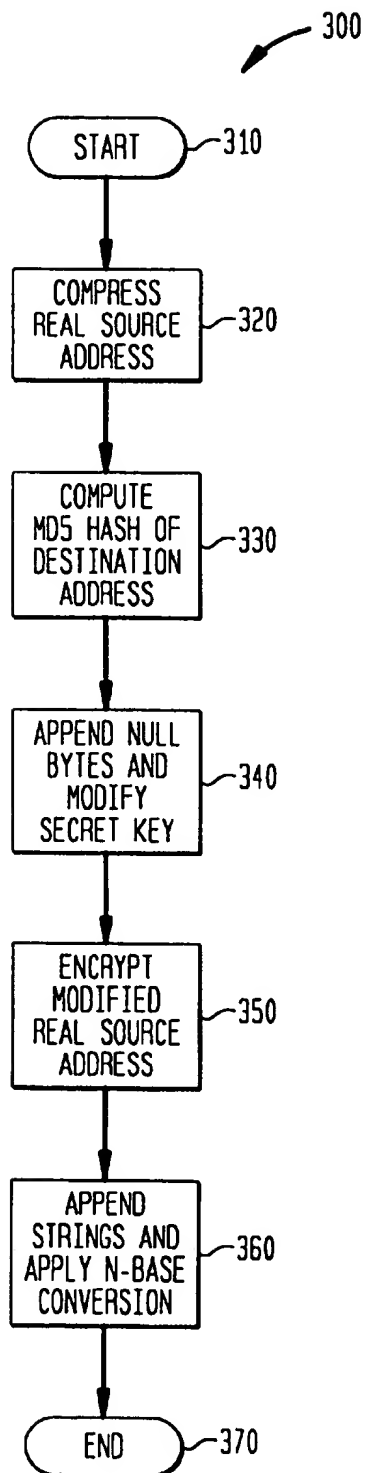 300
START
310
COMPRESS
REAL SOURCE
ADDRESS
320
COMPUTE
MD5 HASH OF
DESTINATION
ADDRESS
330
APPEND NULL
BYTES AND
MODIFY
SECRET KEY
340
ENCRYPT
MODIFIED
REAL SOURCE
ADDRESS
350
APPEND
STRINGS AND
APPLY N-BASE
CONVERSION
360
END
370